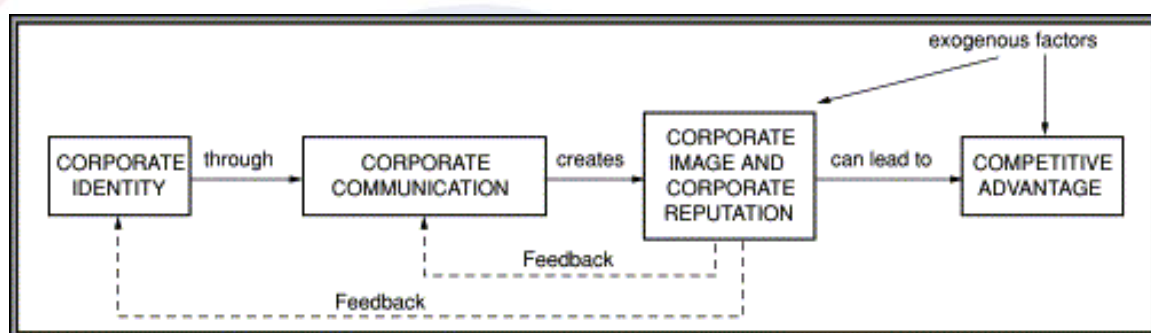 exogenous factors
CORPORATE
IDENTITY
through
CORPORATE
COMMUNICATION
creates
CORPORATE
IMAGE AND
CORPORATE
REPUTATION
can lead to
COMPETITIVE
ADVANTAGE
Feedback
Feedback